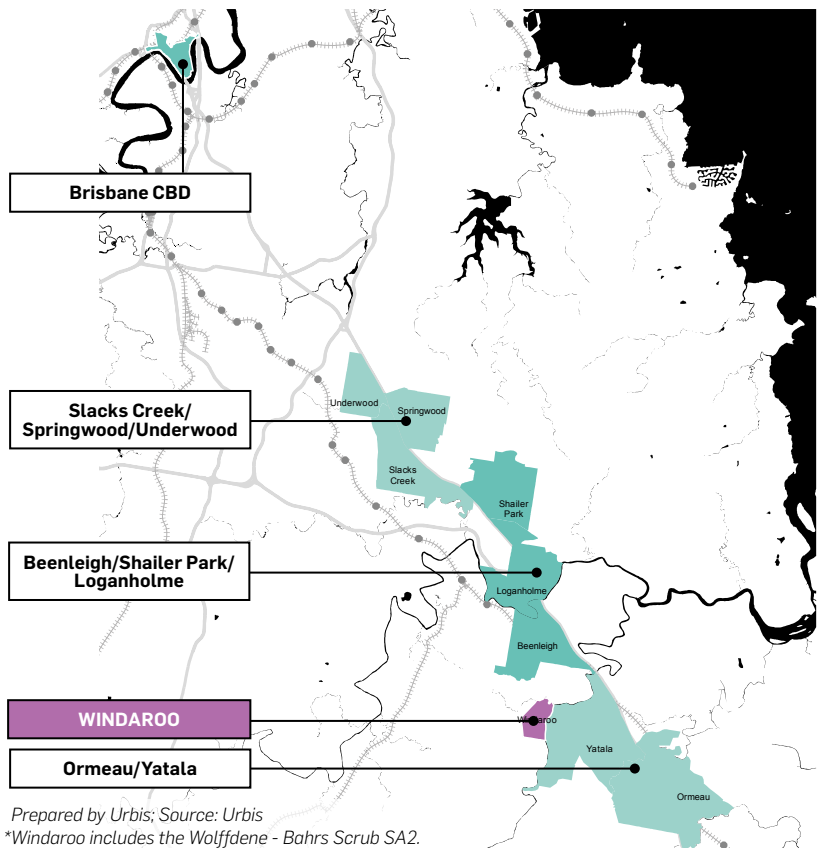 Brisbane CBD
Underwood
Springwood
Slacks Creek/
Springwood/Underwood
Slacks
Creek
Shailer
Park
Beenleigh/Shailer Park/
Loganholme
Loganholme
Beenleigh
WINDAROO
Windaroo
Yatala
Ormeau/Yatala
Ormeau
Prepared by Urbis; Source: Urbis
*Windaroo includes the Wolffdene - Bahrs Scrub SA2.